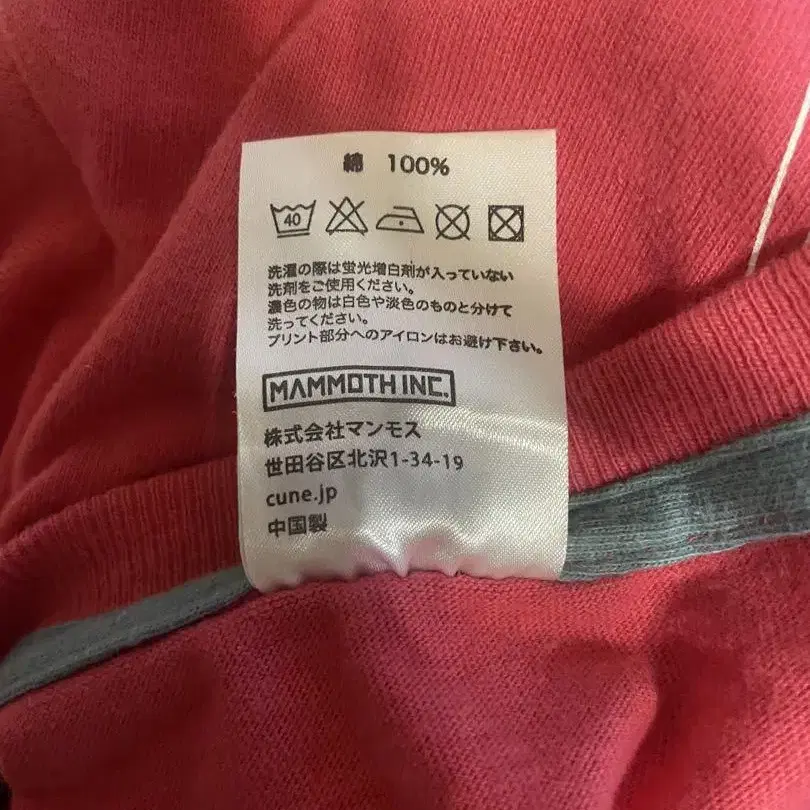 綿 100%
40
洗濯の際は蛍光増白剤が入っていない
洗剤をご使用ください。
濃色の物は白色や淡色のものと分けて
洗ってください。
プリント部分へのアイロンはお避け下さい。
MAMMOTH INC.
株式会社マンモス
世田谷区北沢1-34-19
cune.jp
中国製